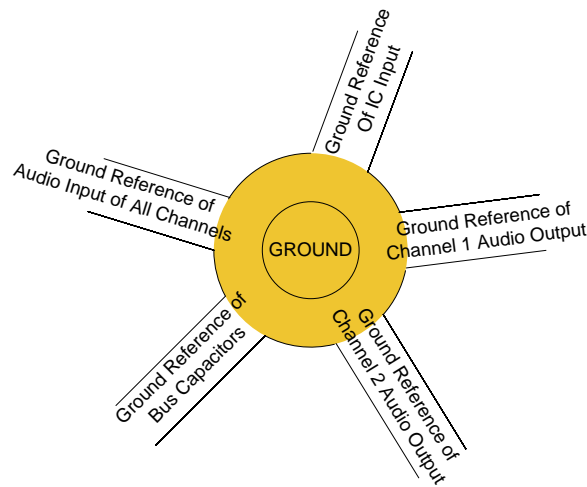 Ground Reference
Of IC Input
Ground Reference of
Audio Input of All Channels
Ground Reference of
Channel 1 Audio Output
GROUND
Ground Reference of
Bus Capacitors
Ground Reference of
Channel 2 Audio Output